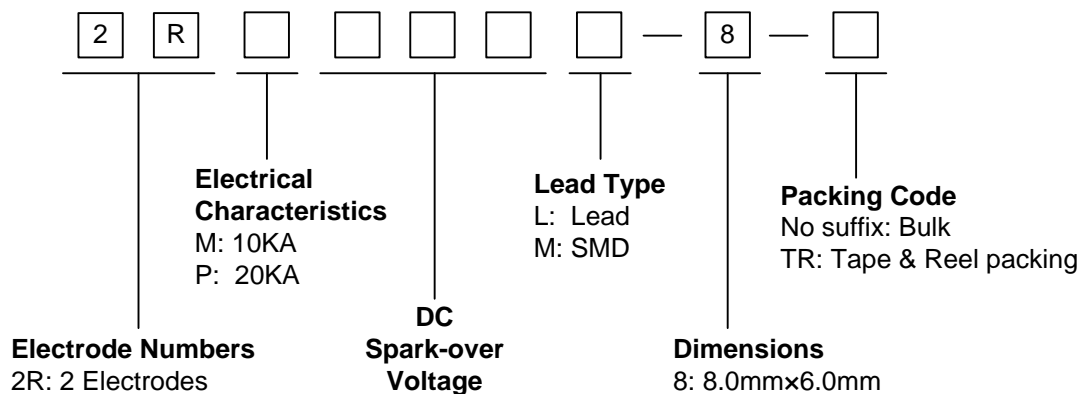 2 R — 8 —
Electrical
Characteristics
M: 10KA
P: 20KA
Lead Type
L: Lead
M: SMD
Packing Code
No suffix: Bulk
TR: Tape & Reel packing
Electrode Numbers
2R: 2 Electrodes
DC
Spark-over
Voltage
Dimensions
8: 8.0mm×6.0mm